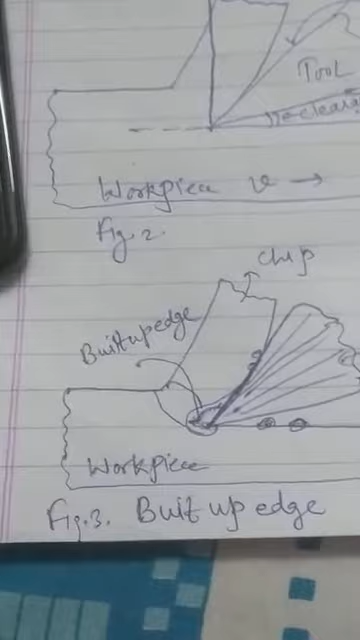 Tool
Workpiece v →
Fig. 2.
chip
Built up edge
Workpiece
Fig. 3. Built up edge